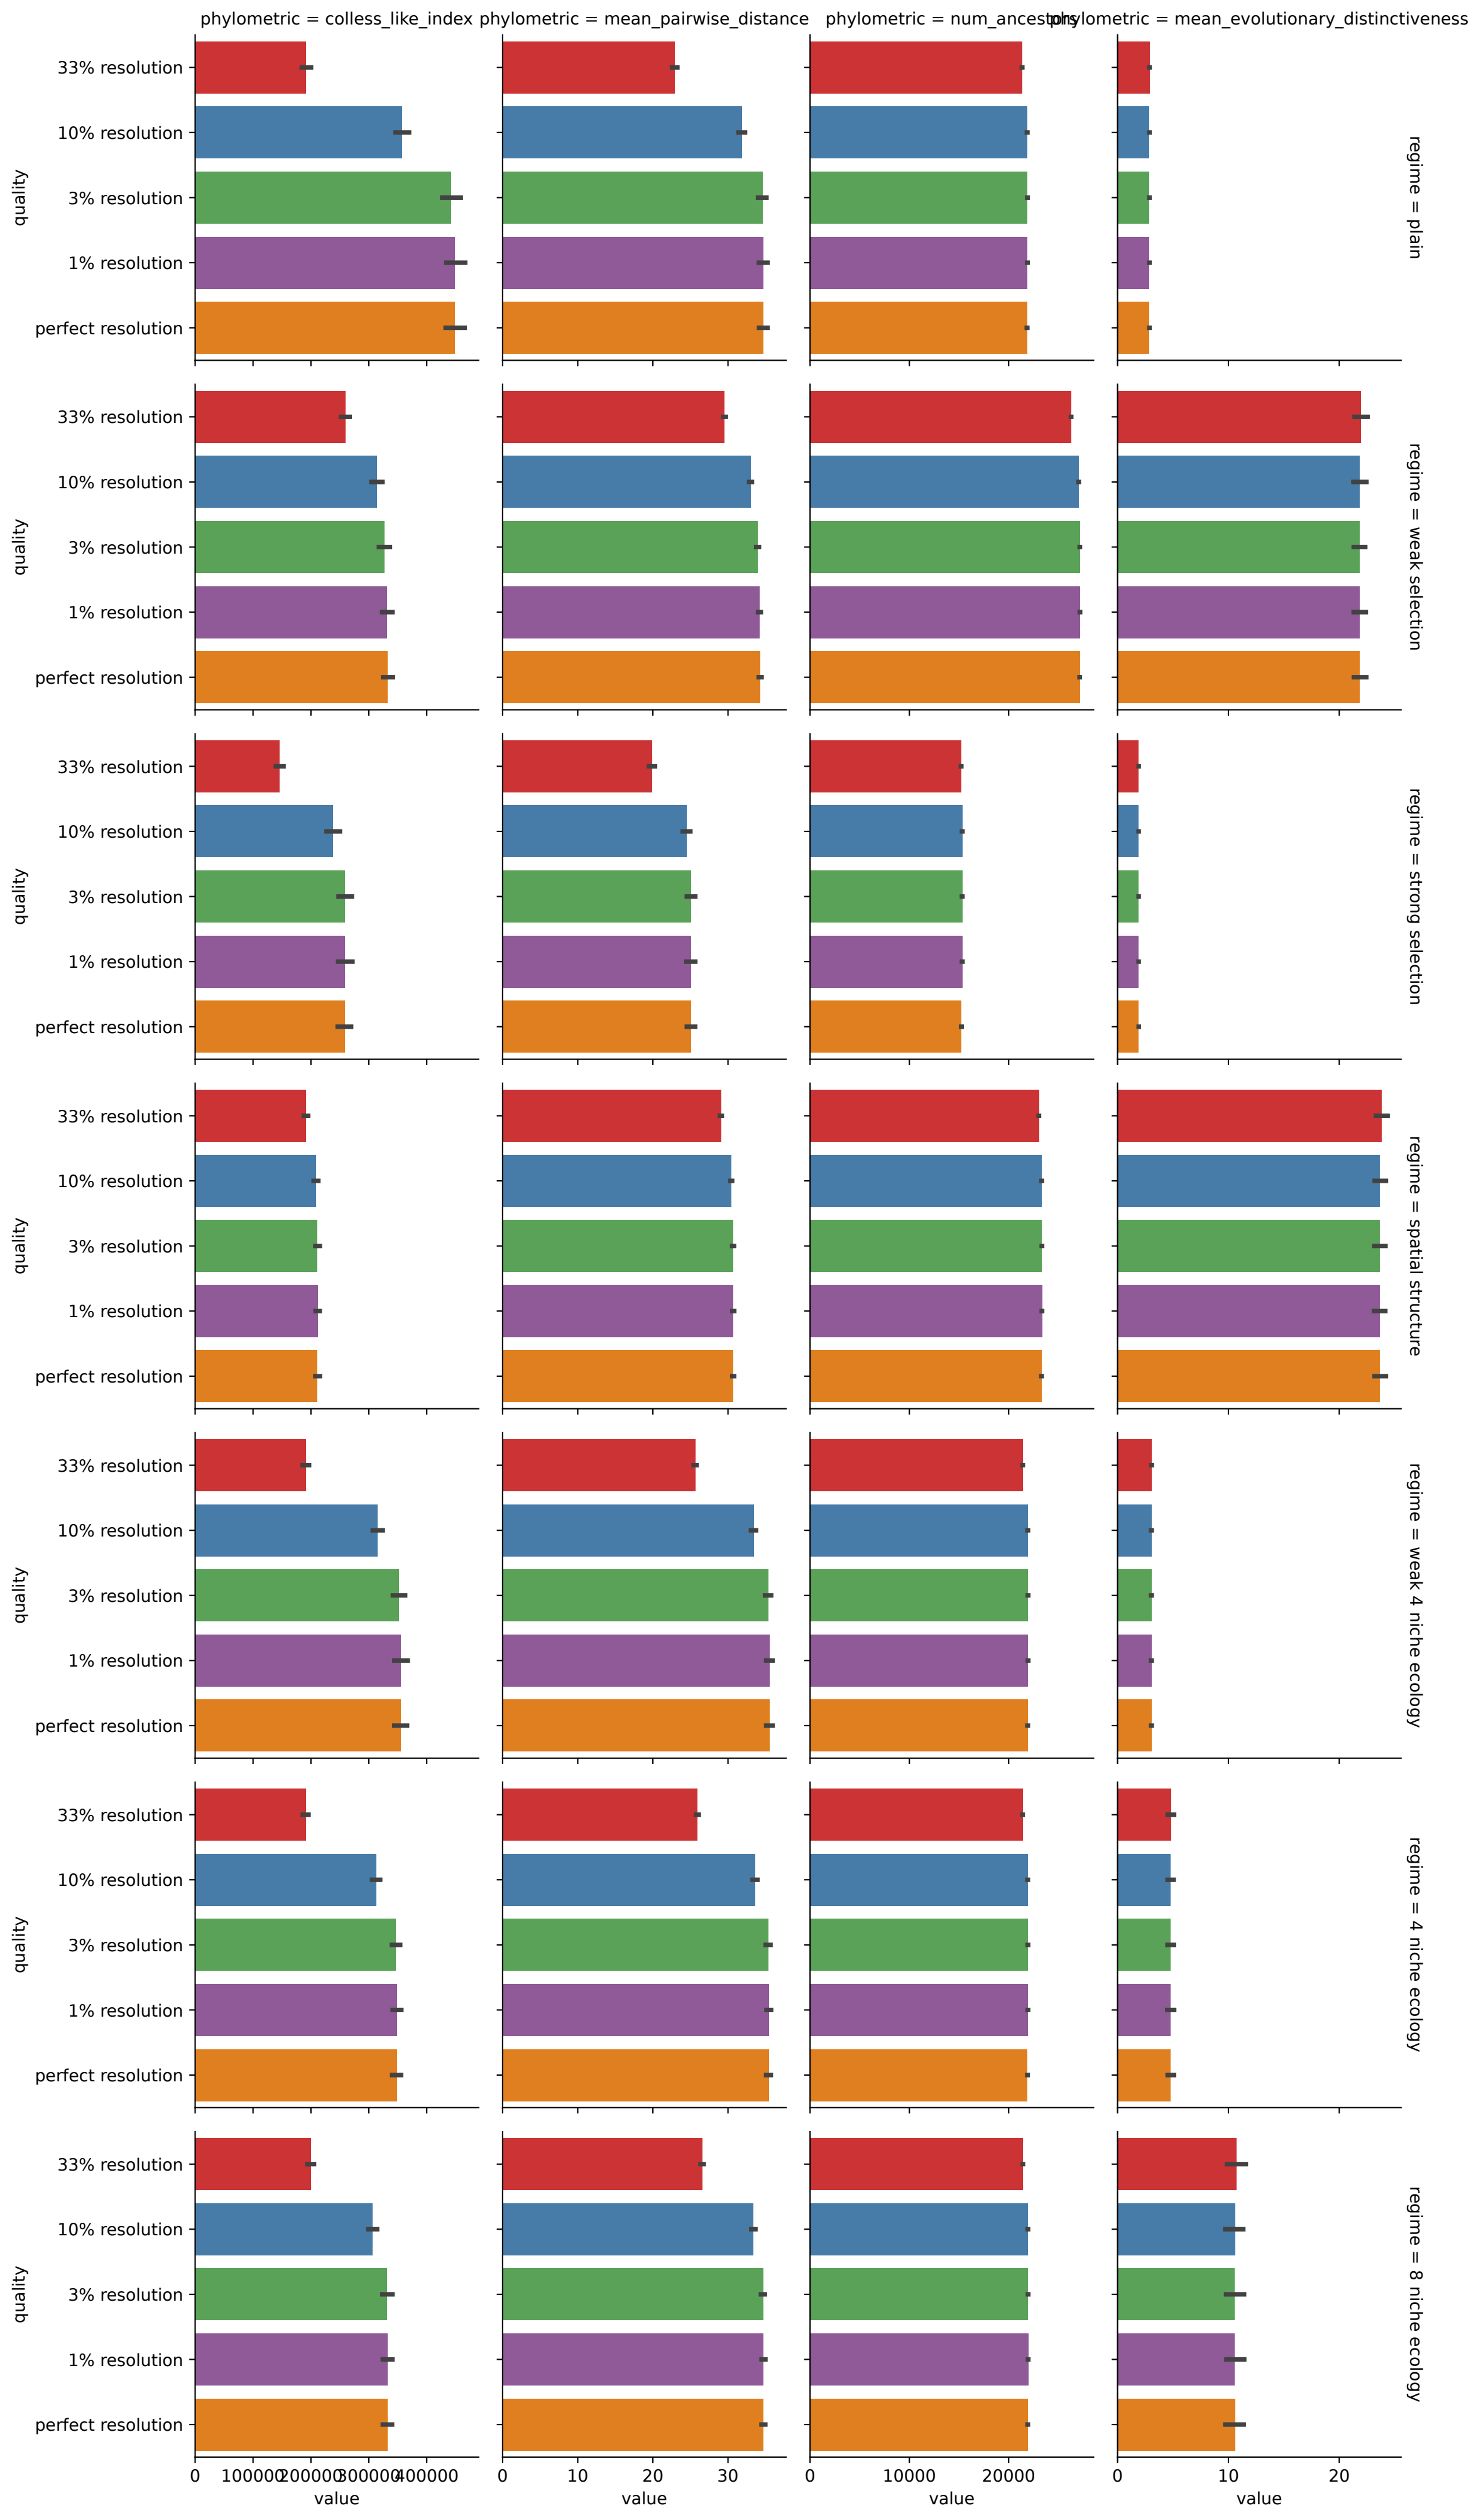 phylometric = colless_like_index
phylometric = mean_pairwise_distance
phylometric = num_ancestors
phylometric = mean_evolutionary_distinctiveness
quality
33% resolution
10% resolution
3% resolution
1% resolution
perfect resolution
regime = plain
quality
33% resolution
10% resolution
3% resolution
1% resolution
perfect resolution
regime = weak selection
quality
33% resolution
10% resolution
3% resolution
1% resolution
perfect resolution
regime = strong selection
quality
33% resolution
10% resolution
3% resolution
1% resolution
perfect resolution
regime = spatial structure
quality
33% resolution
10% resolution
3% resolution
1% resolution
perfect resolution
regime = weak 4 niche ecology
quality
33% resolution
10% resolution
3% resolution
1% resolution
perfect resolution
regime = 4 niche ecology
quality
33% resolution
10% resolution
3% resolution
1% resolution
perfect resolution
regime = 8 niche ecology
0 100000 200000 300000 400000
0 10 20 30
0 10000 20000
0 10 20
value
value
value
value